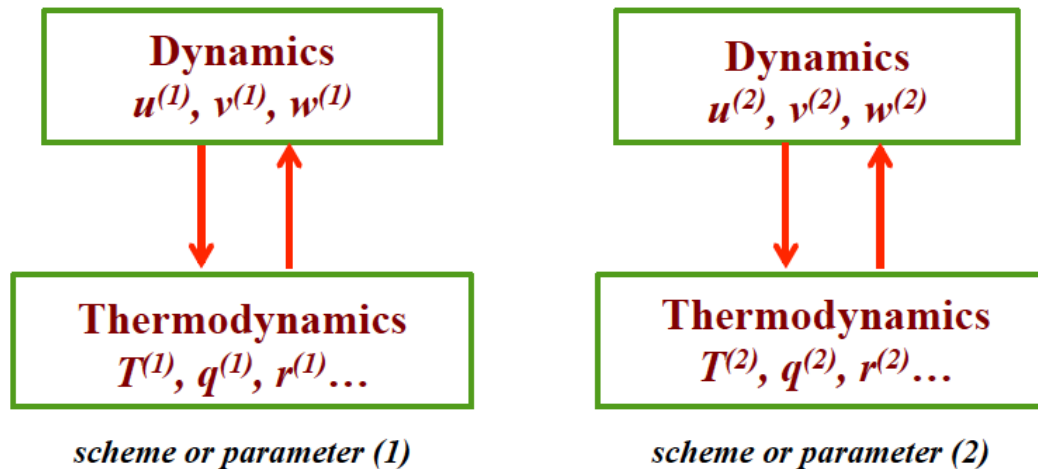 Dynamics
u(1), v(1), w(1)
Thermodynamics
T(1), q(1), r(1)…
scheme or parameter (1)
Dynamics
u(2), v(2), w(2)
Thermodynamics
T(2), q(2), r(2)…
scheme or parameter (2)